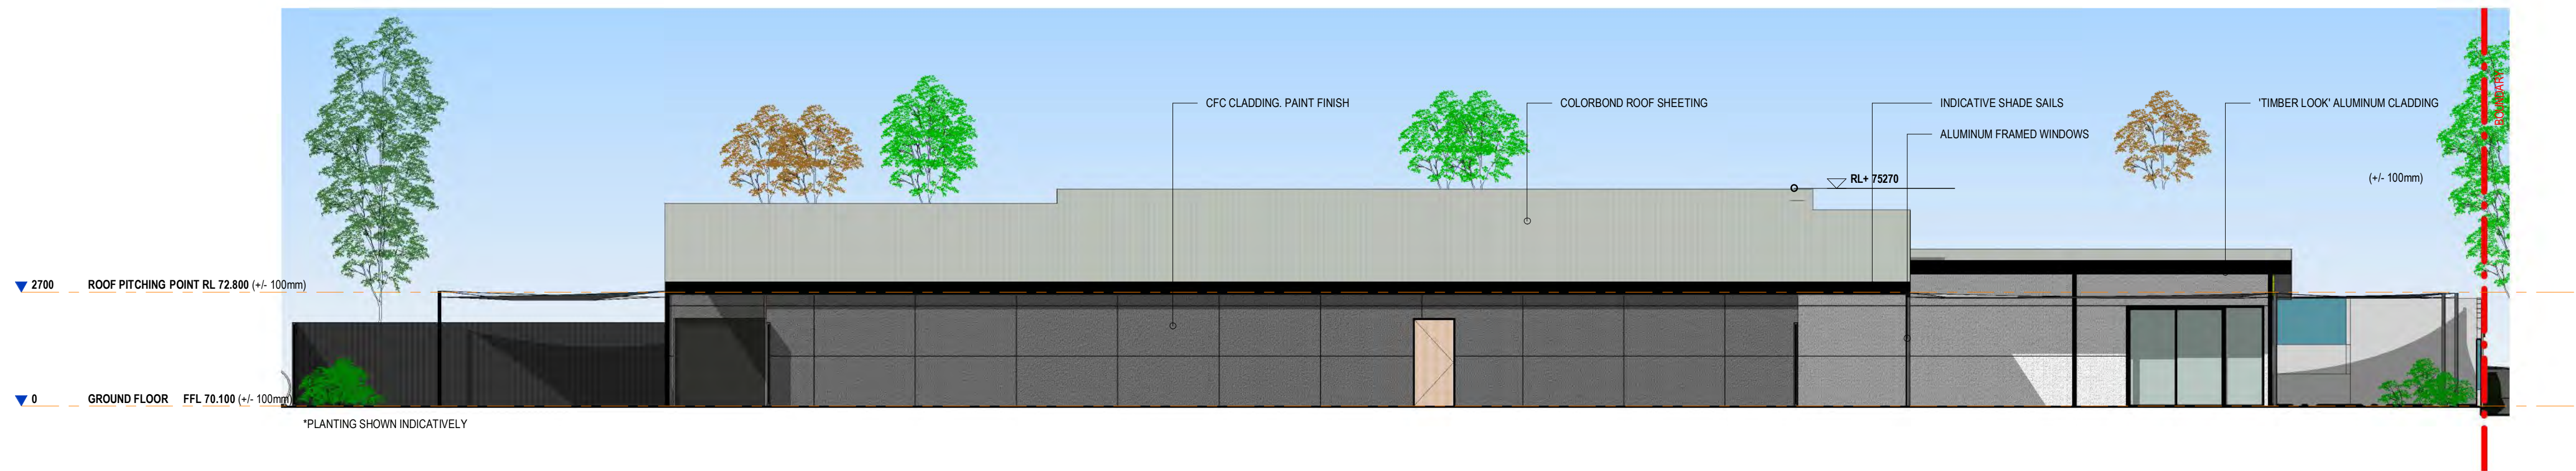 CFC CLADDING. PAINT FINISH
COLORBOND ROOF SHEETING
INDICATIVE SHADE SAILS
'TIMBER LOOK' ALUMINUM CLADDING
BOUNDARY
ALUMINUM FRAMED WINDOWS
RL+ 75270
(+/- 100mm)
2700 ROOF PITCHING POINT RL 72.800 (+/- 100mm)
0 GROUND FLOOR FFL 70.100 (+/- 100mm)
*PLANTING SHOWN INDICATIVELY